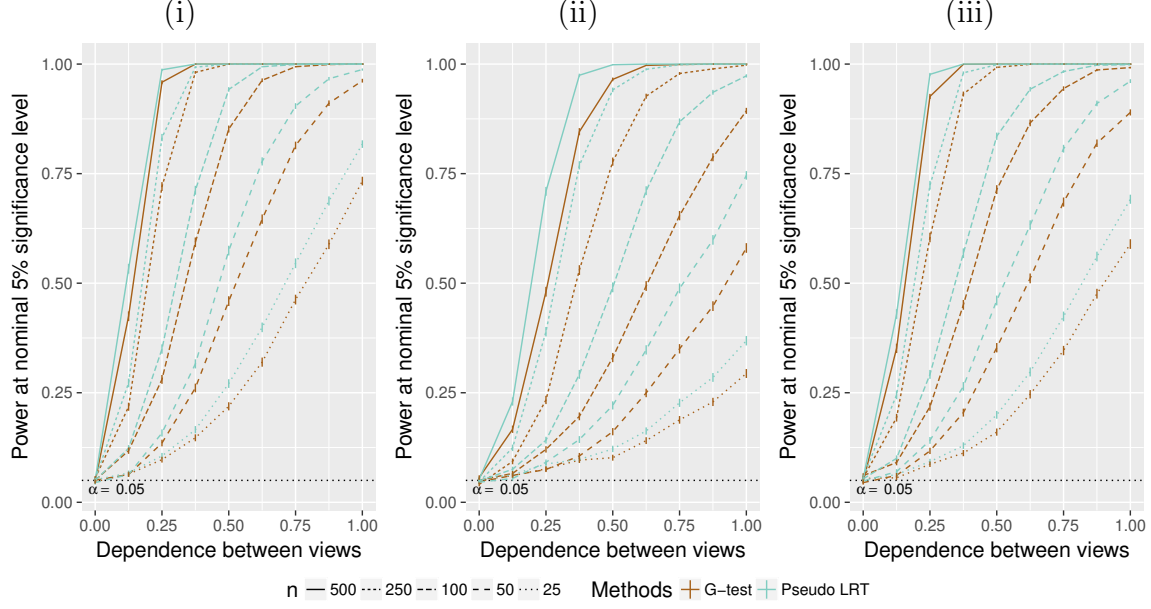 (i)
(ii)
(iii)
Power at nominal 5% significance level
1.00
0.75
0.50
0.25
0.00
α = 0.05
0.00 0.25 0.50 0.75 1.00
Dependence between views
Power at nominal 5% significance level
1.00
0.75
0.50
0.25
0.00
α = 0.05
0.00 0.25 0.50 0.75 1.00
Dependence between views
Power at nominal 5% significance level
1.00
0.75
0.50
0.25
0.00
α = 0.05
0.00 0.25 0.50 0.75 1.00
Dependence between views
n 500 250 100 50 25 Methods G-test Pseudo LRT